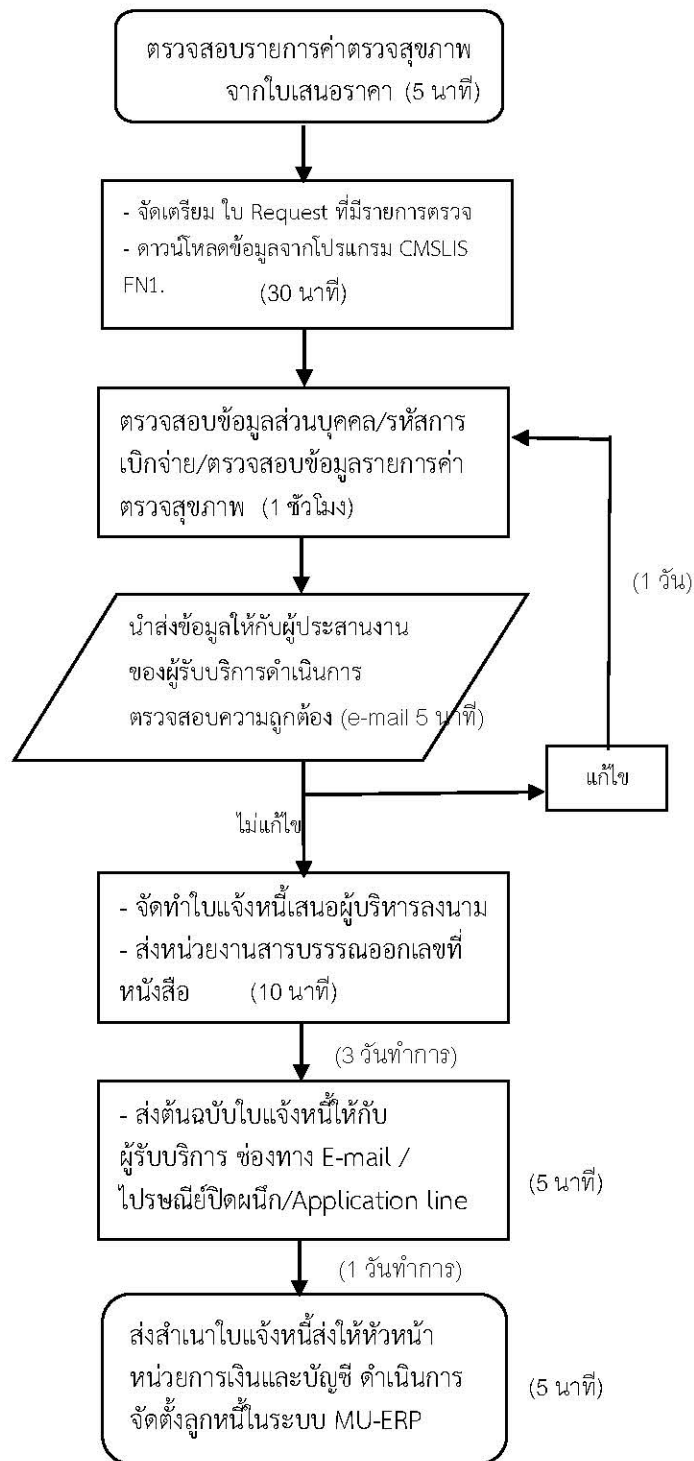 ตรวจสอบรายการค่าตรวจสุขภาพ
จากใบเสนอราคา (5 นาที)
- จัดเตรียม ใบ Request ที่มีรายการตรวจ
- ดาวน์โหลดข้อมูลจากโปรแกรม CMSLIS
FN1. (30 นาที)
ตรวจสอบข้อมูลส่วนบุคคล/รหัสการ
เบิกจ่าย/ตรวจสอบข้อมูลรายการค่า
ตรวจสุขภาพ (1 ชั่วโมง)
(1 วัน)
นำส่งข้อมูลให้กับผู้ประสานงาน
ของผู้รับบริการดำเนินการ
ตรวจสอบความถูกต้อง (e-mail 5 นาที)
แก้ไข
ไม่แก้ไข
- จัดทำใบแจ้งหนี้เสนอผู้บริหารลงนาม
- ส่งหน่วยงานสารบรรรณออกเลขที่
หนังสือ (10 นาที)
(3 วันทำการ)
- ส่งต้นฉบับใบแจ้งหนี้ให้กับ
ผู้รับบริการ ช่องทาง E-mail /
ไปรษณีย์ปิดผนึก/Application line
(5 นาที)
(1 วันทำการ)
ส่งสำเนาใบแจ้งหนี้ส่งให้หัวหน้า
หน่วยการเงินและบัญชี ดำเนินการ
จัดตั้งลูกหนี้ในระบบ MU-ERP
(5 นาที)